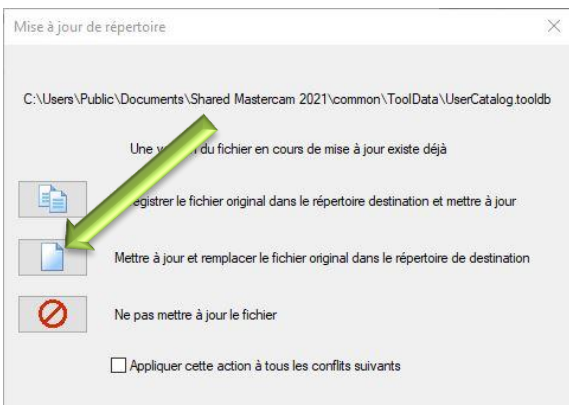 Mise à jour de répertoire
C:\Users\Public\Documents\Shared Mastercam 2021\common\ToolData\UserCatalog.tooldb
Une du fichier en cours de mise à jour existe déjà
le fichier original dans le répertoire destination et mettre à jour
Mettre à jour et remplacer le fichier original dans le répertoire de destination
Ne pas mettre à jour le fichier
Appliquer cette action à tous les conflits suivants